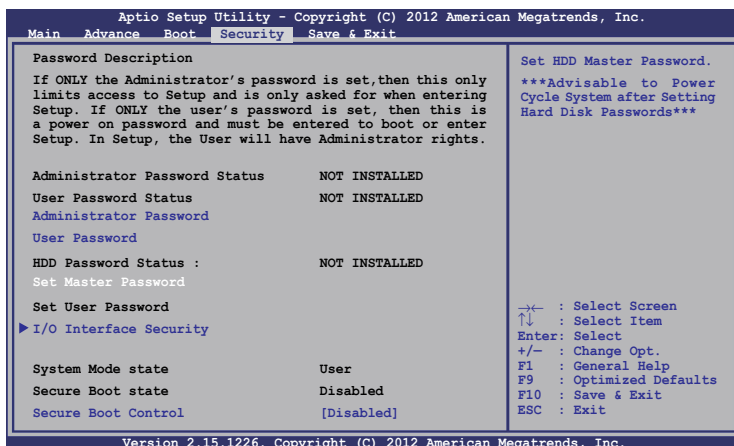 Aptio Setup Utility - Copyright (C) 2012 American Megatrends, Inc.
Main Advance Boot Security Save & Exit
Password Description
If ONLY the Administrator's password is set,then this only
limits access to Setup and is only asked for when entering
Setup. If ONLY the user's password is set, then this is
a power on password and must be entered to boot or enter
Setup. In Setup, the User will have Administrator rights.
Administrator Password Status NOT INSTALLED
User Password Status NOT INSTALLED
Administrator Password
User Password
HDD Password Status : NOT INSTALLED
Set Master Password
Set User Password
I/O Interface Security
System Mode state User
Secure Boot state Disabled
Secure Boot Control [Disabled]
Set HDD Master Password.
***Advisable to Power
Cycle System after Setting
Hard Disk Passwords***
→← : Select Screen
↑↓ : Select Item
Enter: Select
+/— : Change Opt.
F1 : General Help
F9 : Optimized Defaults
F10 : Save & Exit
ESC : Exit
Version 2.15.1226. Copyright (C) 2012 American Megatrends, Inc.